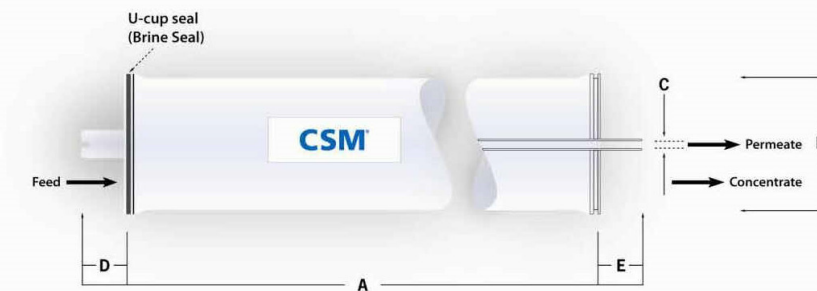 U-cup seal
(Brine Seal)
C
CSM®
Permeate
Feed
Concentrate
D
E
A